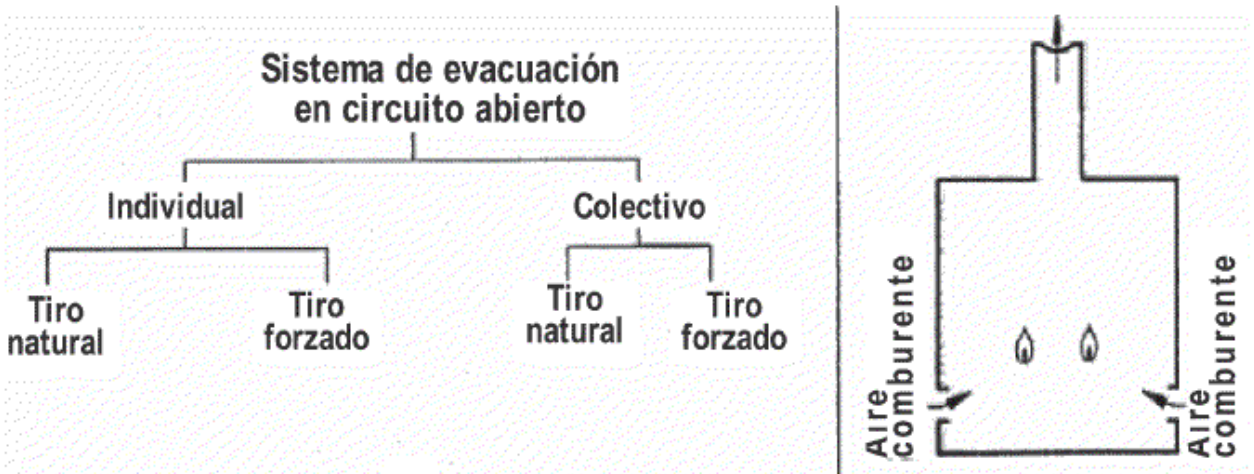 Sistema de evacuación
en circuito abierto
Individual
Colectivo
Tiro
natural
Tiro
forzado
Tiro
natural
Tiro
forzado
Aire
comburente
Aire
comburente